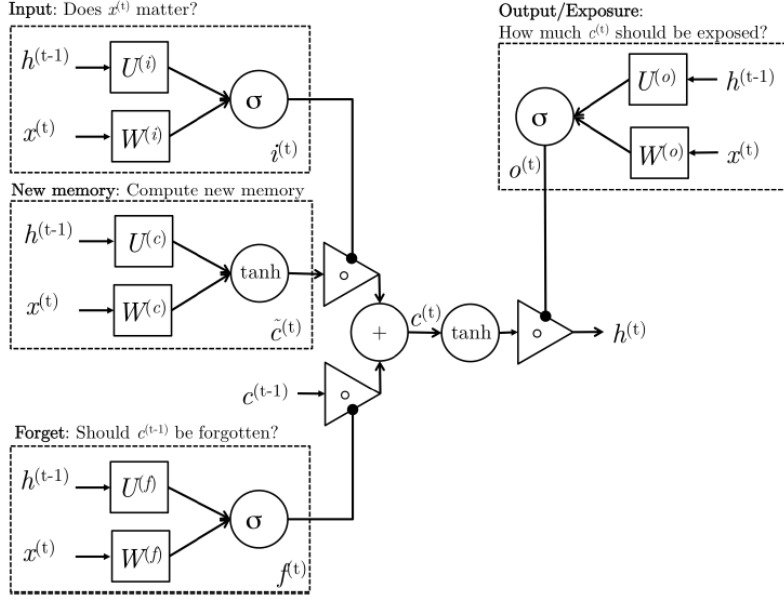 Input: Does x^(t) matter?
h^(t-1)
U^(i)
σ
x^(t)
W^(i)
i^(t)
Output/Exposure:
How much c^(t) should be exposed?
U^(o)
h^(t-1)
σ
W^(o)
x^(t)
o^(t)
New memory: Compute new memory
h^(t-1)
U^(c)
tanh
x^(t)
W^(c)
c̃^(t)
+
c^(t)
tanh
h^(t)
c^(t-1)
Forget: Should c^(t-1) be forgotten?
h^(t-1)
U^(f)
σ
x^(t)
W^(f)
f^(t)